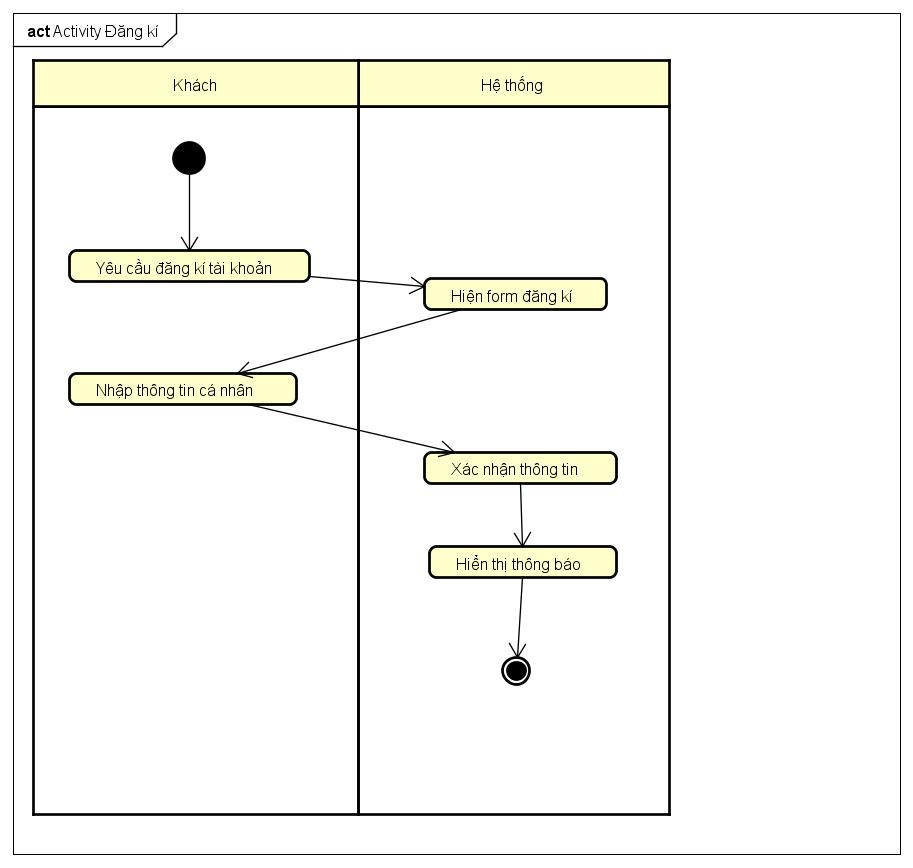 act Activity Đăng kí
Khách
Hệ thống
Yêu cầu đăng kí tài khoản
Hiện form đăng kí
Nhập thông tin cá nhân
Xác nhận thông tin
Hiển thị thông báo